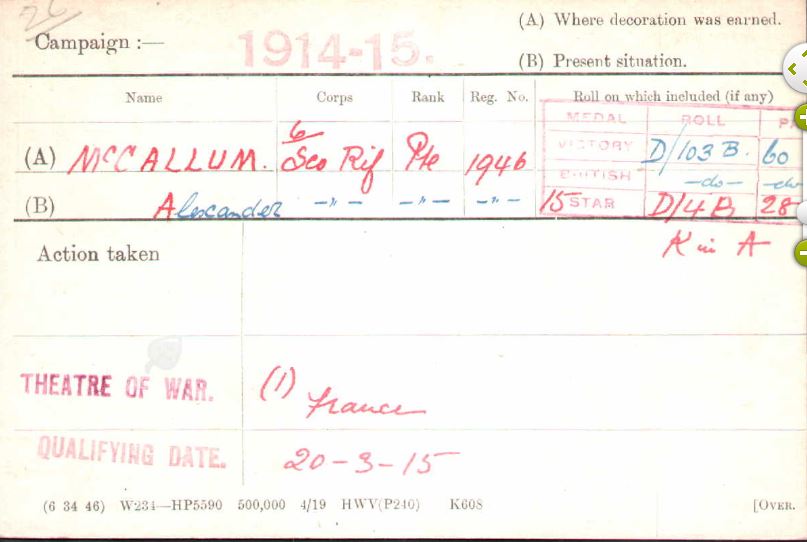 26
(A) Where decoration was earned.
Campaign :— 1914-15.
(B) Present situation.
Name Corps Rank Reg. No. Roll on which included (if any)
MEDAL ROLL
6
(A) McCALLUM. Sco Rif Pte 1946 VICTORY D/103 B. 60
BRITISH —do— —do—
(B) Alexander —"— —"— —"— 15 STAR D/4 B 28
K in A
Action taken
THEATRE OF WAR. (1) France
QUALIFYING DATE. 20-3-15
(6 34 46) W234—HP5590 500,000 4/19 HWV(P240) K608 [OVER.